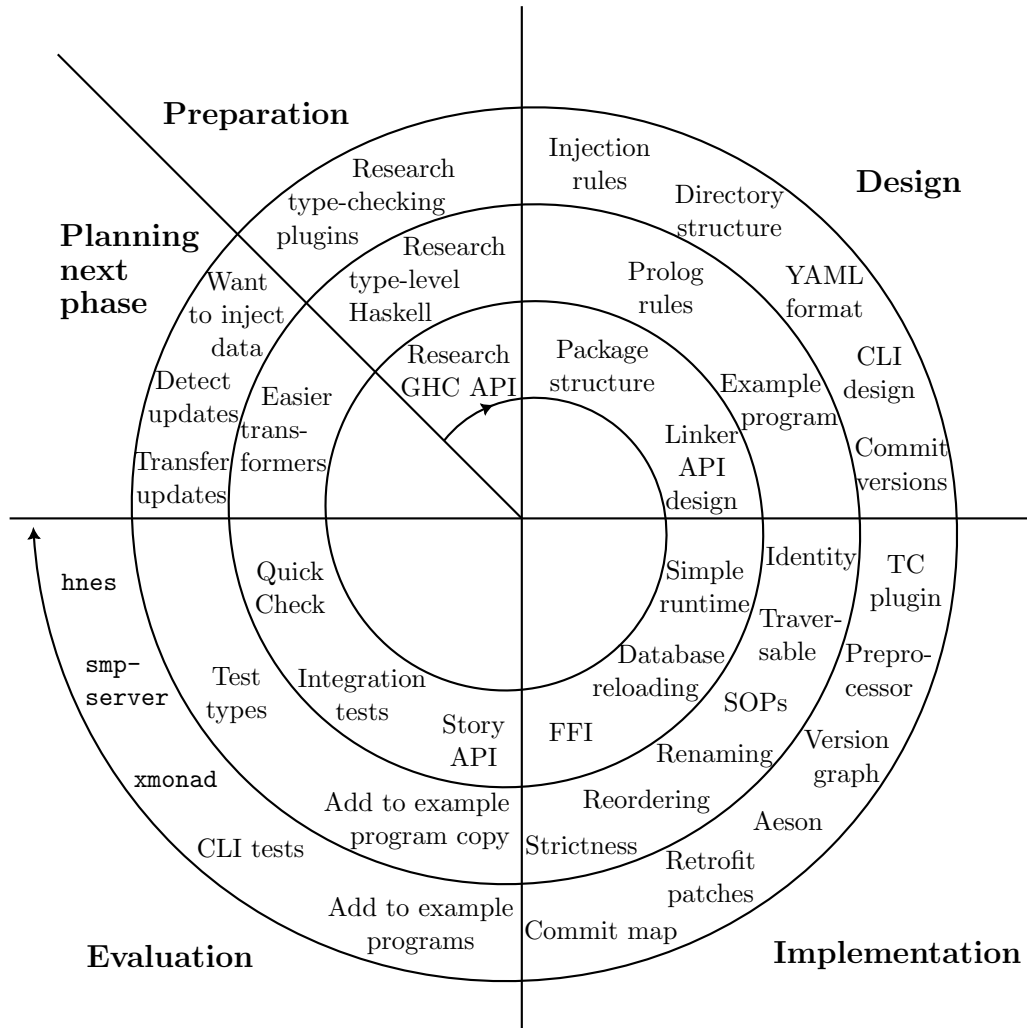 Preparation
Design
Planning
next
phase
Research
type-checking
plugins
Injection
rules
Directory
structure
YAML
format
CLI
design
Commit
versions
Want
to inject
data
Detect
updates
Transfer
updates
Research
type-level
Haskell
Prolog
rules
Example
program
Easier
trans-
formers
Research
GHC API
Package
structure
Linker
API
design
Quick
Check
Integration
tests
Story
API
Simple
runtime
Database
reloading
FFI
Identity
Traver-
sable
SOPs
Renaming
Reordering
Strictness
Test
types
Add to example
program copy
TC
plugin
Prepro-
cessor
Version
graph
Aeson
Retrofit
patches
Commit map
hnes
smp-
server
xmonad
CLI tests
Add to example
programs
Evaluation
Implementation